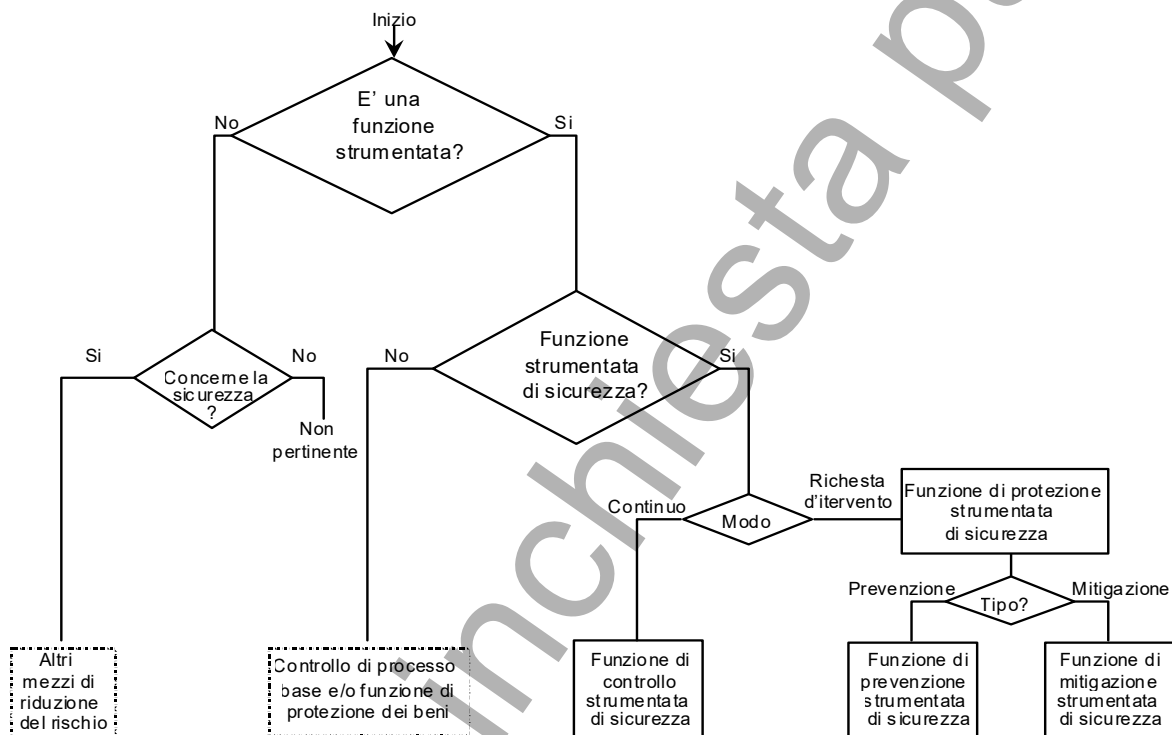 Inizio
E' una
funzione
strumentata?
No
Si
Funzione
strumentata
di sicurezza?
Si
No
No
Si
Concerne la
sicurezza
?
Non
pertinente
Richesta
d'itervento
Continuo
Modo
Funzione di protezione
strumentata
di sicurezza
Prevenzione
Tipo?
Mitigazione
Altri
mezzi di
riduzione
del rischio
Controllo di processo
base e/o funzione di
protezione dei beni
Funzione di
controllo
strumentata
di sicurezza
Funzione di
prevenzione
strumentata
di sicurezza
Funzione di
mitigazione
strumentata
di sicurezza
inchiesta